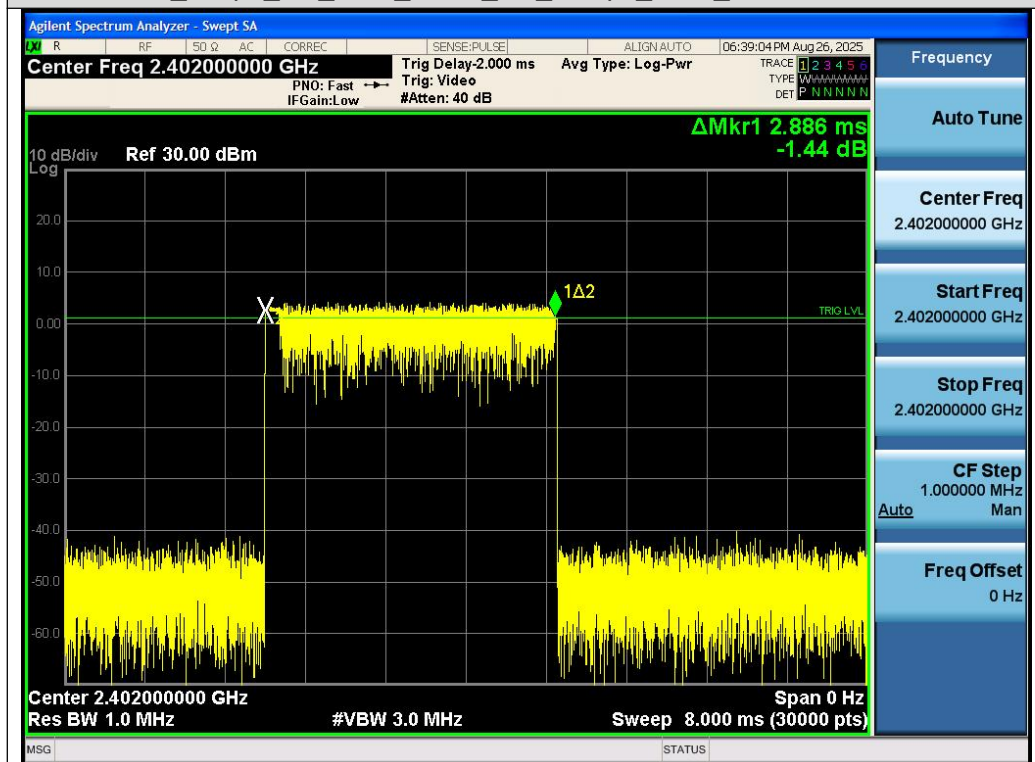 Agilent Spectrum Analyzer - Swept SA
LXI R RF 50 Ω AC CORREC SENSE:PULSE ALIGN AUTO 06:39:04 PM Aug 26, 2025
Center Freq 2.402000000 GHz
PNO: Fast
IFGain:Low
Trig Delay-2.000 ms
Trig: Video
#Atten: 40 dB
Avg Type: Log-Pwr
TRACE 1 2 3 4 5 6
TYPE WWWWWW
DET P N N N N N
ΔMkr1 2.886 ms
-1.44 dB
10 dB/div Ref 30.00 dBm
Log
20.0
10.0
0.00
-10.0
-20.0
-30.0
-40.0
-50.0
-60.0
1Δ2
TRIG LVL
Center 2.402000000 GHz Span 0 Hz
Res BW 1.0 MHz #VBW 3.0 MHz Sweep 8.000 ms (30000 pts)
MSG STATUS
Frequency
Auto Tune
Center Freq
2.402000000 GHz
Start Freq
2.402000000 GHz
Stop Freq
2.402000000 GHz
CF Step
1.000000 MHz
Auto Man
Freq Offset
0 Hz